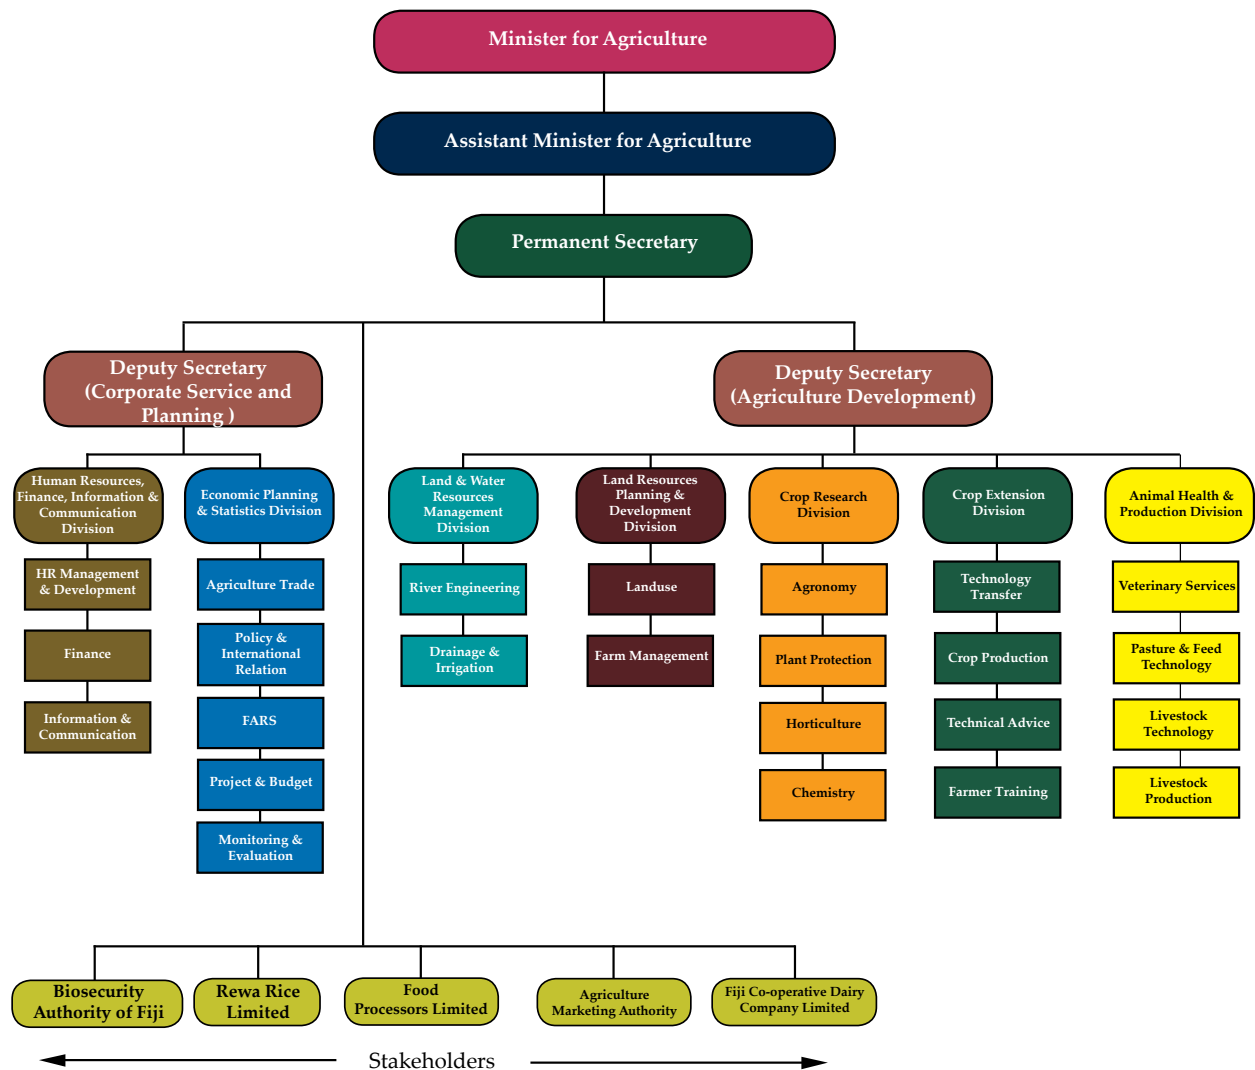 Minister for Agriculture
Assistant Minister for Agriculture
Permanent Secretary
Deputy Secretary
(Corporate Service and
Planning )
Deputy Secretary
(Agriculture Development)
Human Resources,
Finance, Information &
Communication
Division
Economic Planning
& Statistics Division
Land & Water
Resources
Management
Division
Land Resources
Planning &
Development
Division
Crop Research
Division
Crop Extension
Division
Animal Health &
Production Division
HR Management
& Development
Finance
Information &
Communication
Agriculture Trade
Policy &
International
Relation
FARS
Project & Budget
Monitoring &
Evaluation
River Engineering
Drainage &
Irrigation
Landuse
Farm Management
Agronomy
Plant Protection
Horticulture
Chemistry
Technology
Transfer
Crop Production
Technical Advice
Farmer Training
Veterinary Services
Pasture & Feed
Technology
Livestock
Technology
Livestock
Production
Biosecurity
Authority of Fiji
Rewa Rice
Limited
Food
Processors Limited
Agriculture
Marketing Authority
Fiji Co-operative Dairy
Company Limited
Stakeholders